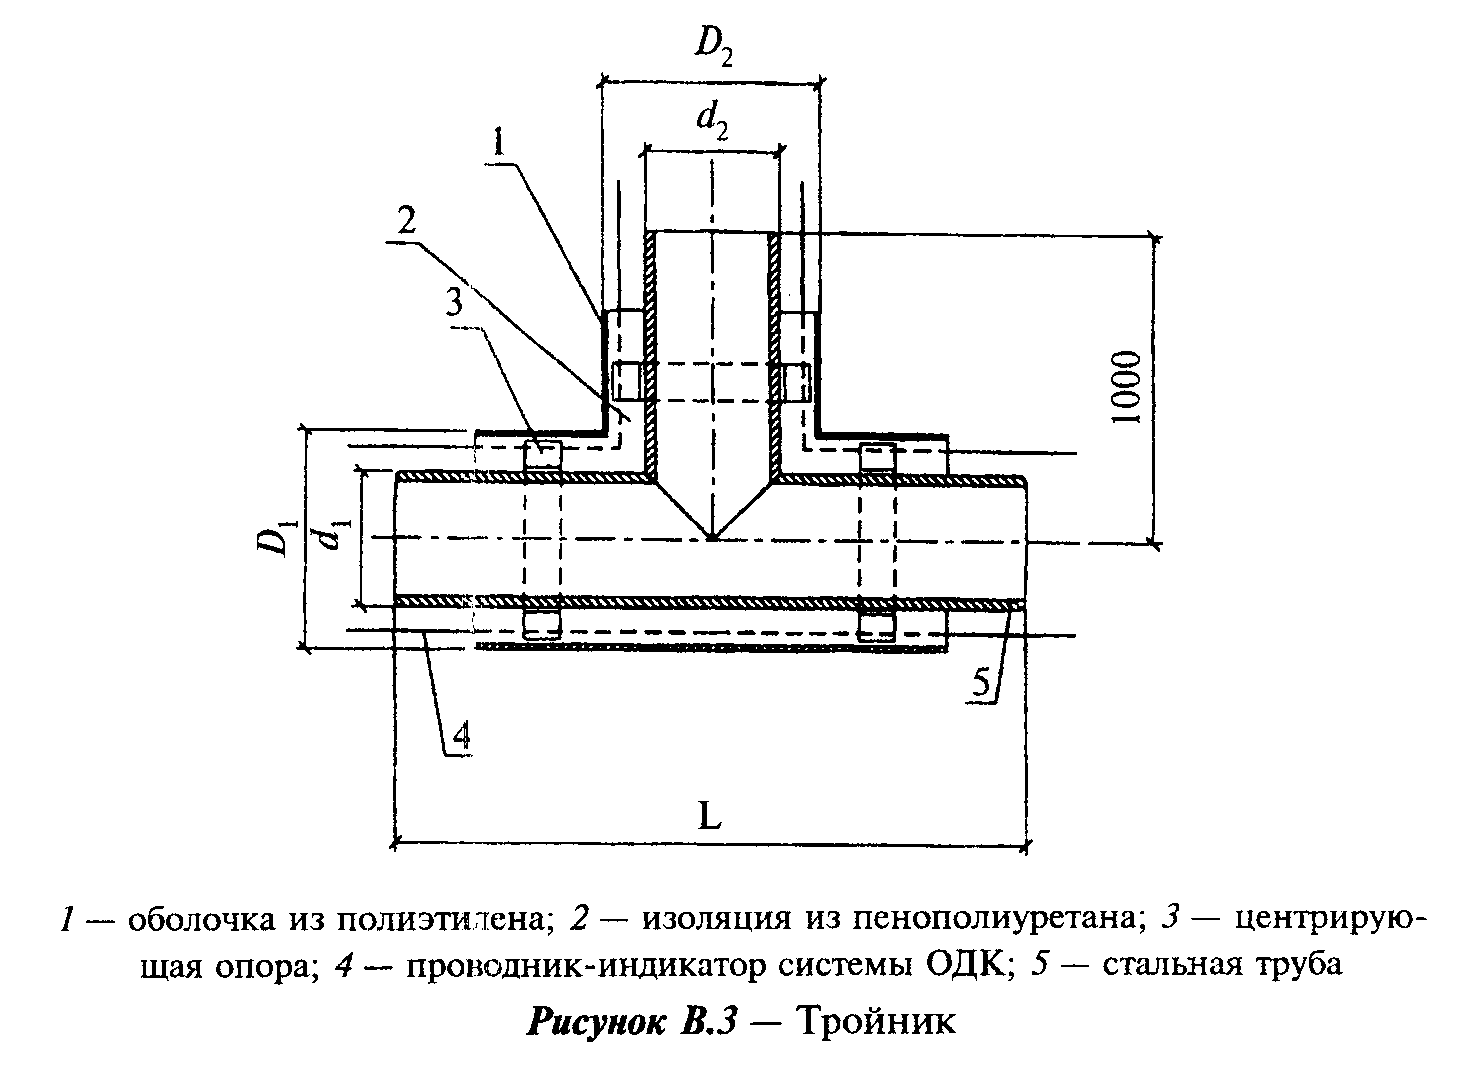 D2
d2
1
2
3
1000
D1
d1
5
4
L
1 — оболочка из полиэтилена; 2 — изоляция из пенополиуретана; 3 — центрирую-
щая опора; 4 — проводник-индикатор системы ОДК; 5 — стальная труба
Рисунок В.3 — Тройник